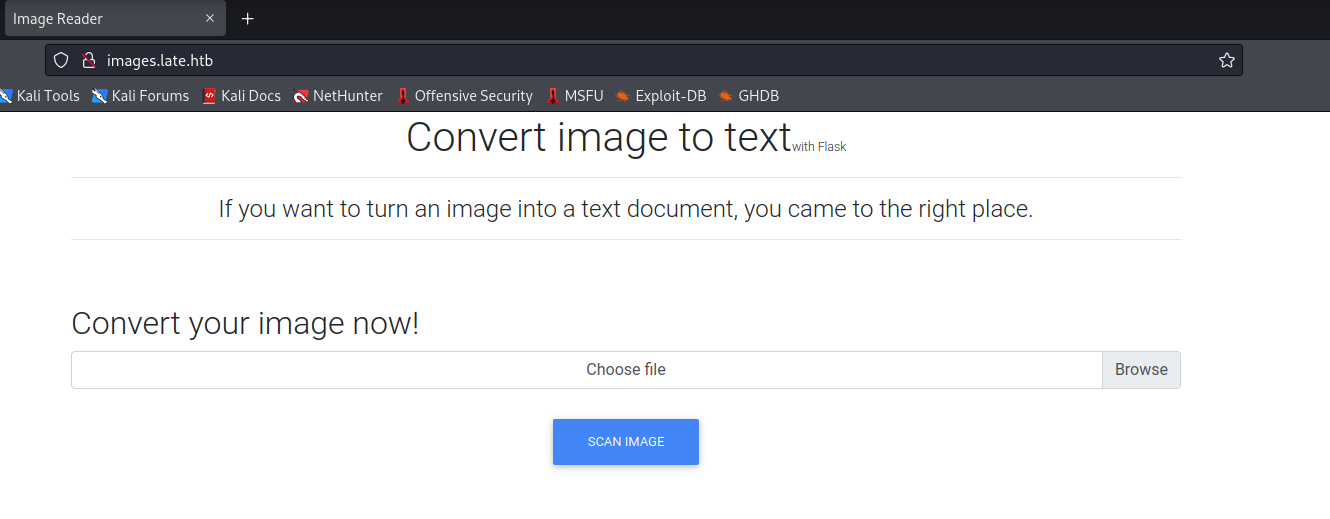 Image Reader
images.late.htb
Kali Tools Kali Forums Kali Docs NetHunter Offensive Security MSFU Exploit-DB GHDB
Convert image to text with Flask
If you want to turn an image into a text document, you came to the right place.
Convert your image now!
Choose file Browse
SCAN IMAGE